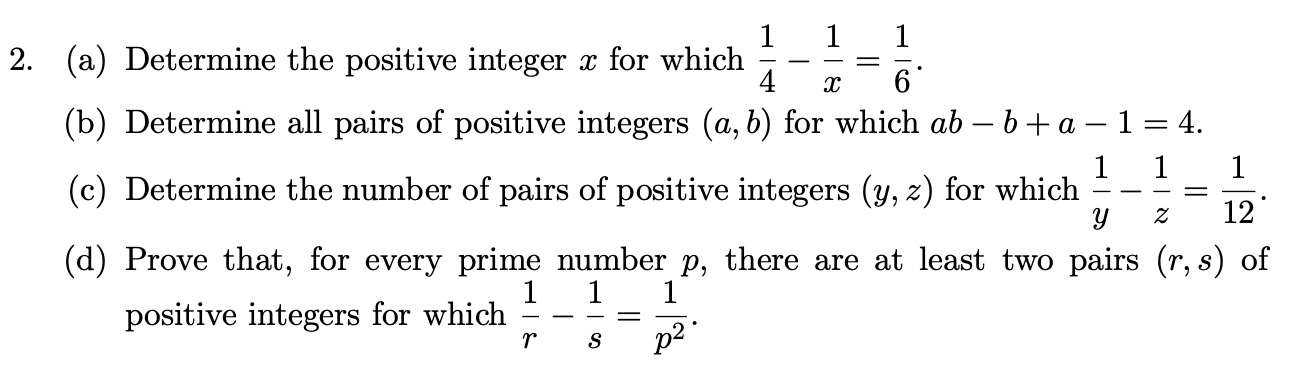 2. (a) Determine the positive integer x for which 1/4 − 1/x = 1/6.
(b) Determine all pairs of positive integers (a, b) for which ab − b + a − 1 = 4.
(c) Determine the number of pairs of positive integers (y, z) for which 1/y − 1/z = 1/12.
(d) Prove that, for every prime number p, there are at least two pairs (r, s) of
positive integers for which 1/r − 1/s = 1/p².